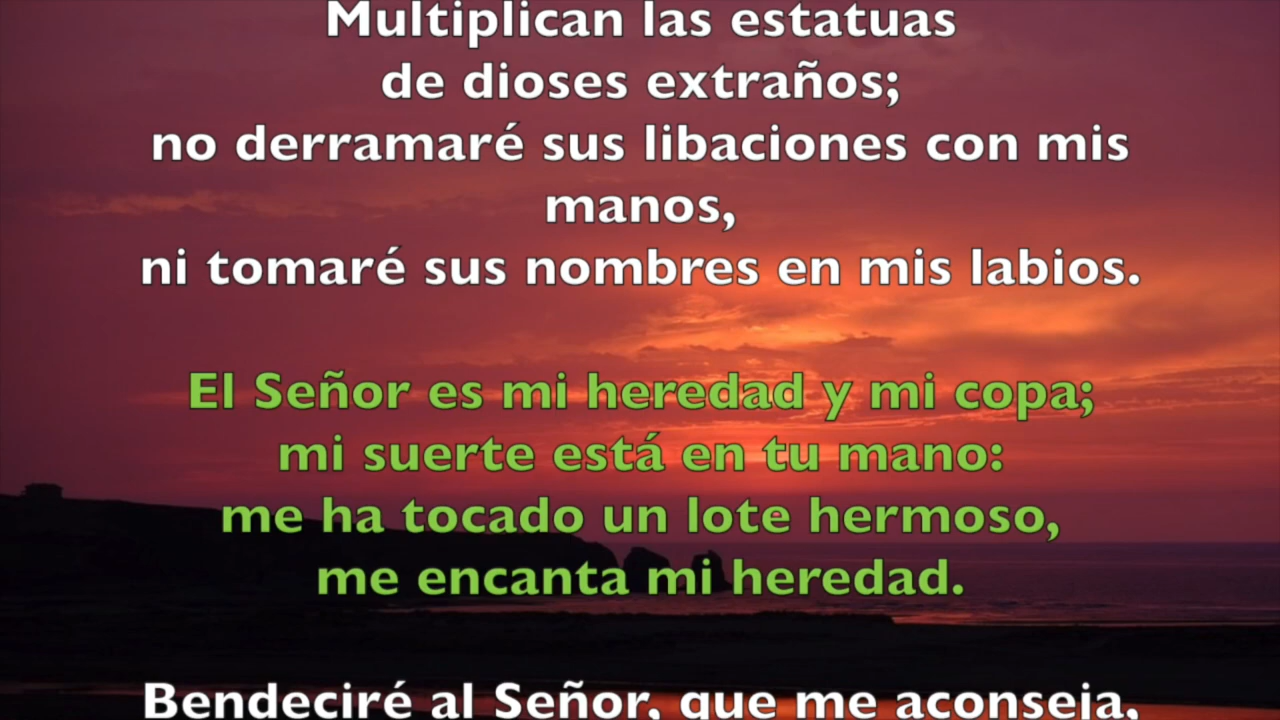 Multiplican las estatuas
de dioses extraños;
no derramaré sus libaciones con mis
manos,
ni tomaré sus nombres en mis labios.
El Señor es mi heredad y mi copa;
mi suerte está en tu mano:
me ha tocado un lote hermoso,
me encanta mi heredad.
Bendeciré al Señor, que me aconseja,